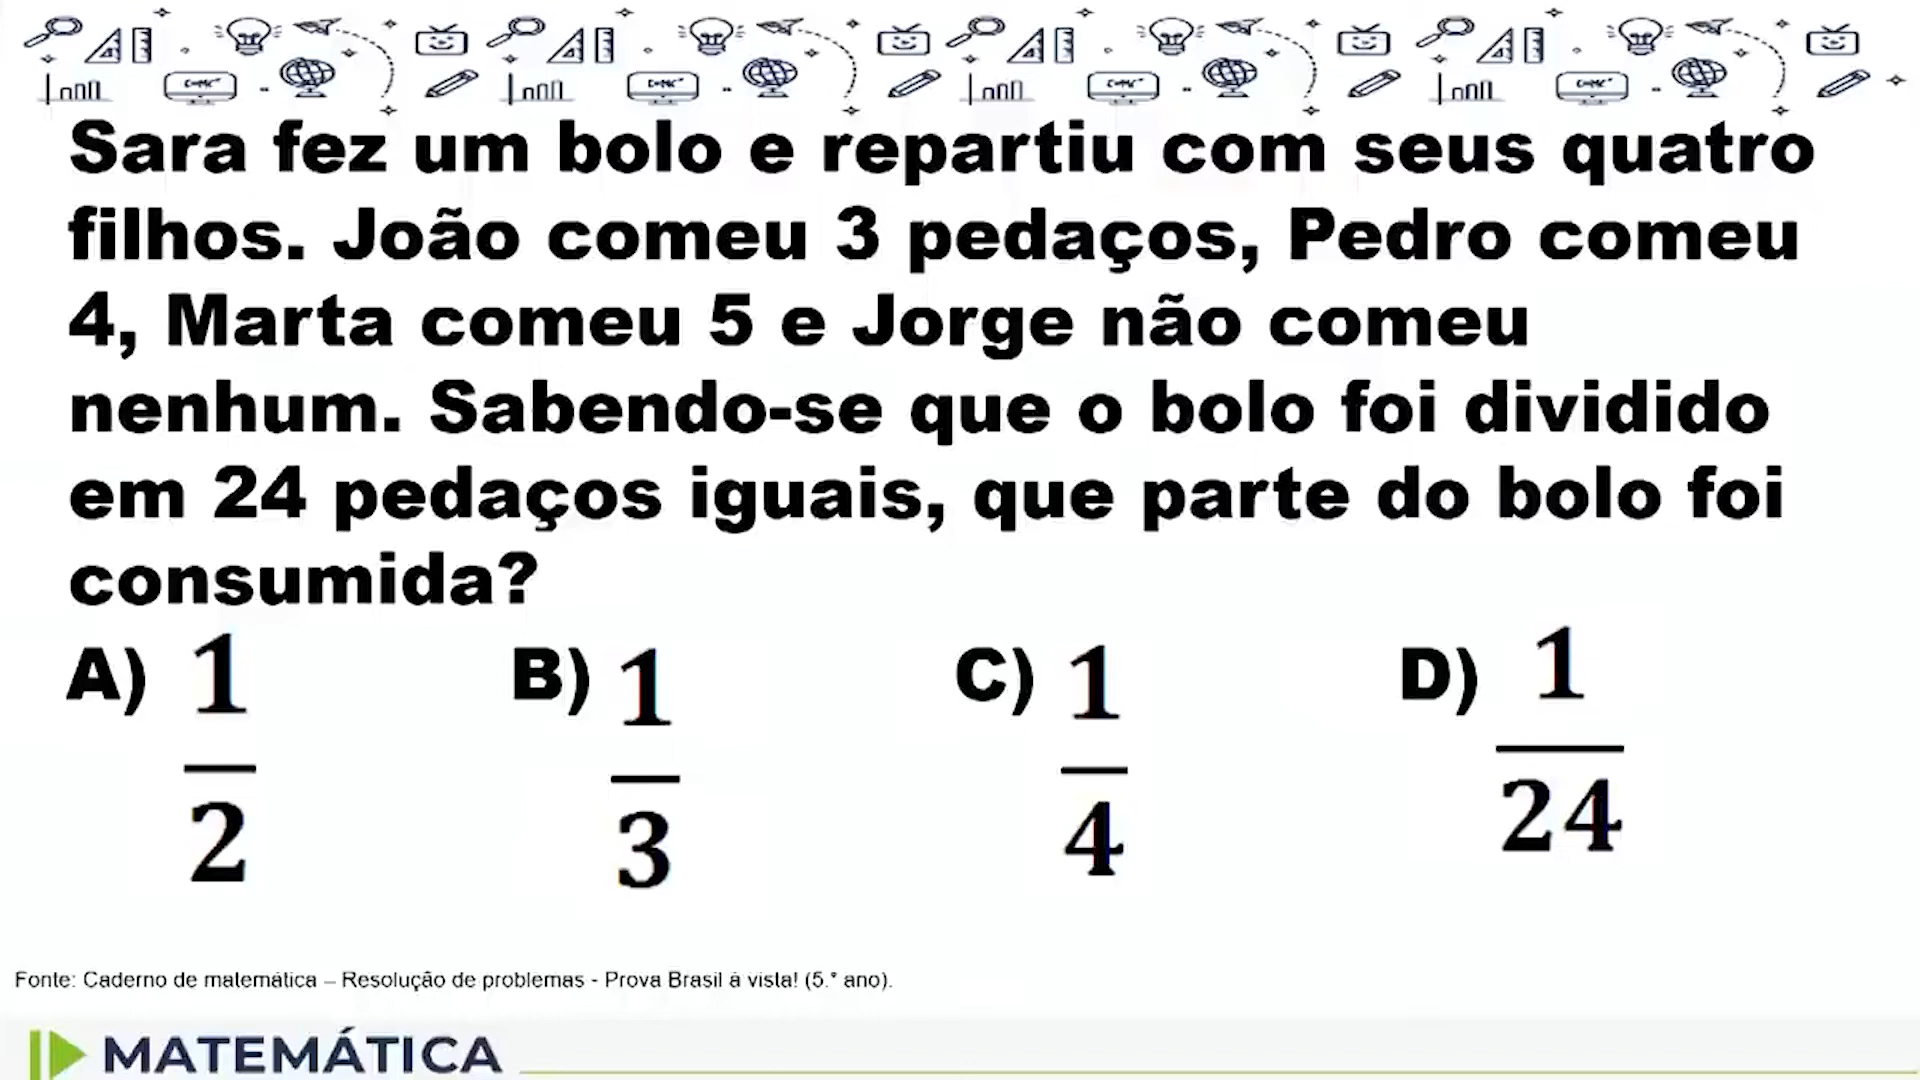 Sara fez um bolo e repartiu com seus quatro
filhos. João comeu 3 pedaços, Pedro comeu
4, Marta comeu 5 e Jorge não comeu
nenhum. Sabendo-se que o bolo foi dividido
em 24 pedaços iguais, que parte do bolo foi
consumida?
A) 1/2 B) 1/3 C) 1/4 D) 1/24
Fonte: Caderno de matemática – Resolução de problemas - Prova Brasil à vista! (5.° ano).
MATEMÁTICA